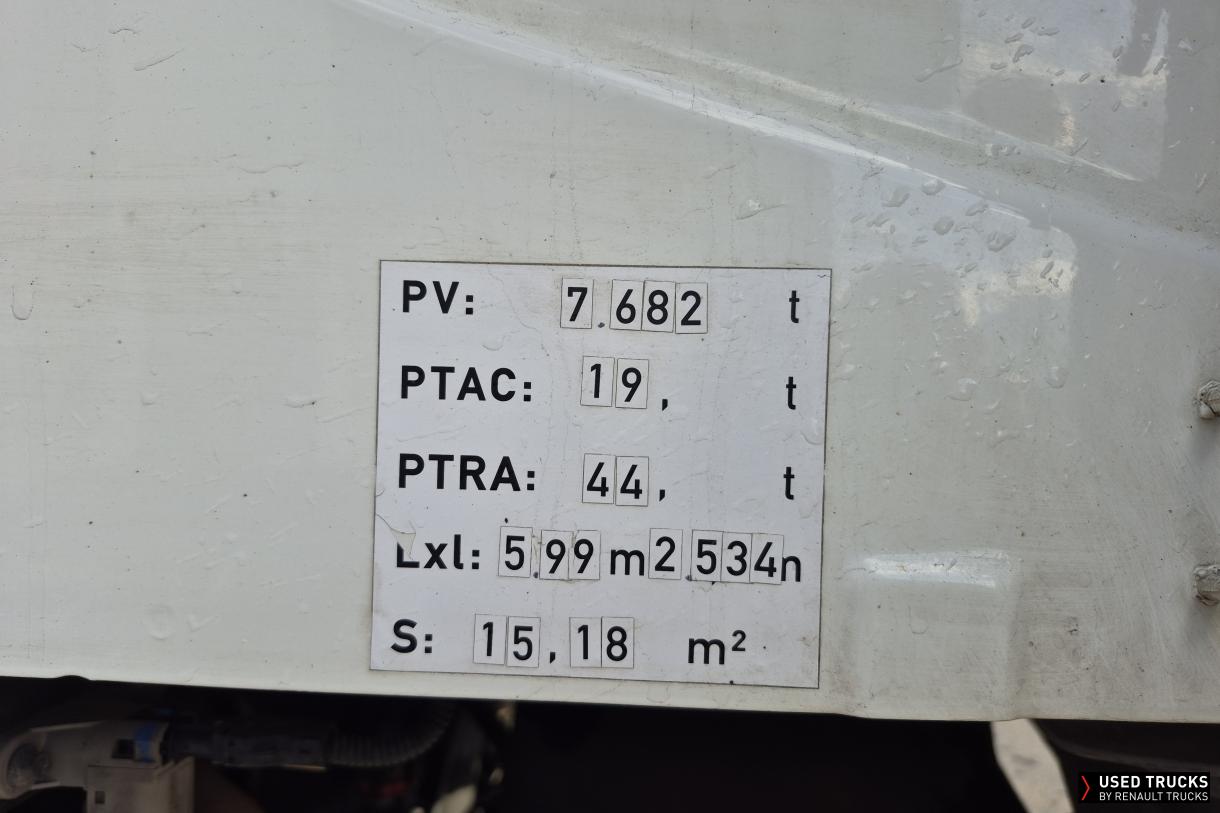 PV: 7.682 t
PTAC: 19, t
PTRA: 44, t
Lxl: 5.99 m 2.534n
S: 15,18 m²
USED TRUCKS
BY RENAULT TRUCKS